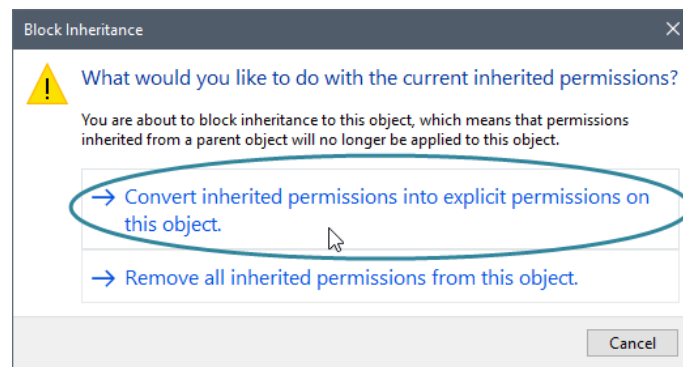 Block Inheritance
What would you like to do with the current inherited permissions?
You are about to block inheritance to this object, which means that permissions
inherited from a parent object will no longer be applied to this object.
Convert inherited permissions into explicit permissions on
this object.
Remove all inherited permissions from this object.
Cancel